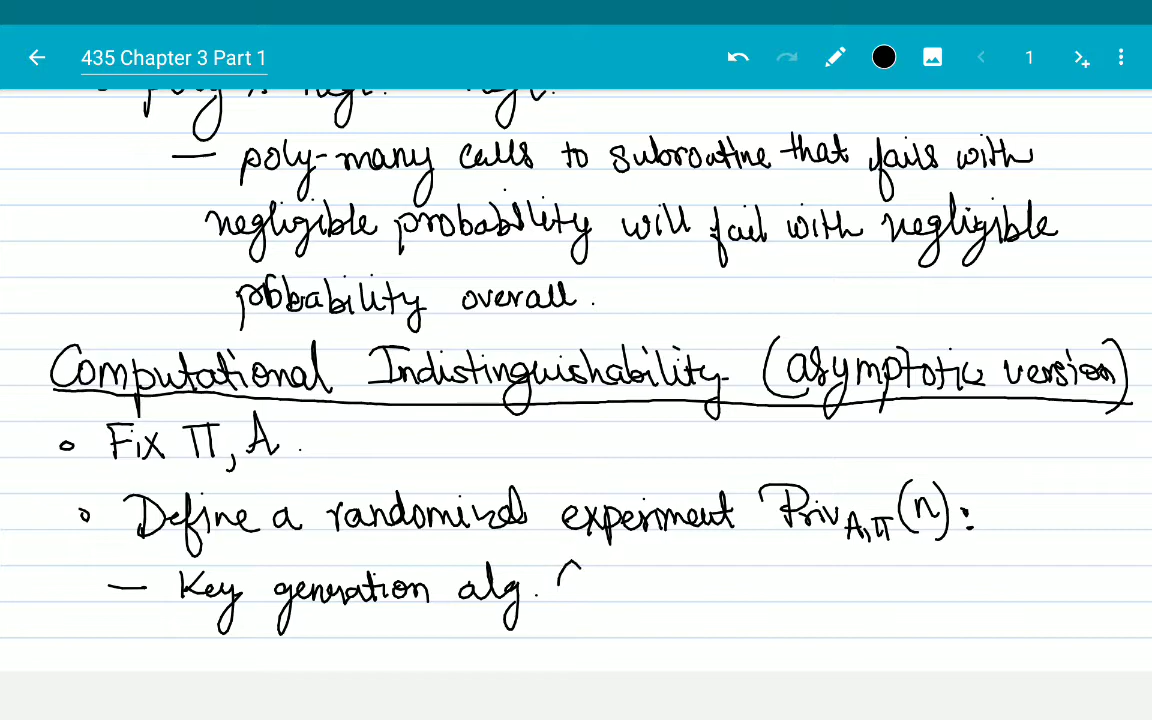 435 Chapter 3 Part 1
1
— poly-many calls to subroutine that fails with
negligible probability will fail with negligible
probability overall.
Computational Indistinguishability (asymptotic version)
• Fix Π, A.
• Define a randomized experiment Priv_{A,Π}(n):
— Key generation alg.